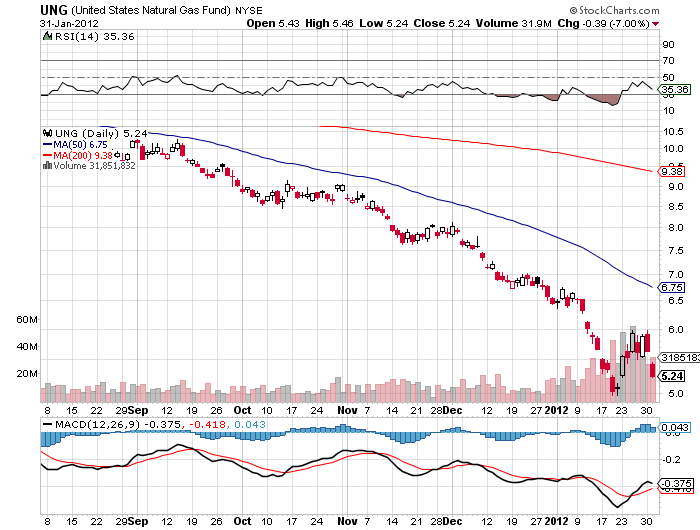 UNG (United States Natural Gas Fund) NYSE © StockCharts.com
31-Jan-2012 Open 5.43 High 5.46 Low 5.24 Close 5.24 Volume 31.9M Chg -0.39 (-7.00%)
RSI(14) 35.36
90
70
50
35.36
30
10
UNG (Daily) 5.24
MA(50) 6.75
MA(200) 9.38
Volume 31,851,832
10.5
10.0
9.5
9.38
9.0
8.5
8.0
7.5
7.0
6.75
6.5
6.0
3185183
5.24
5.0
60M
40M
20M
8 15 22 29 Sep 12 19 26 Oct 10 17 24 Nov 7 14 21 28 Dec 12 19 27 2012 9 17 23 30
MACD(12,26,9) -0.375, -0.418, 0.043
0.043
-0.2
-0.375
-0.418
8 15 22 29 Sep 12 19 26 Oct 10 17 24 Nov 7 14 21 28 Dec 12 19 27 2012 9 17 23 30